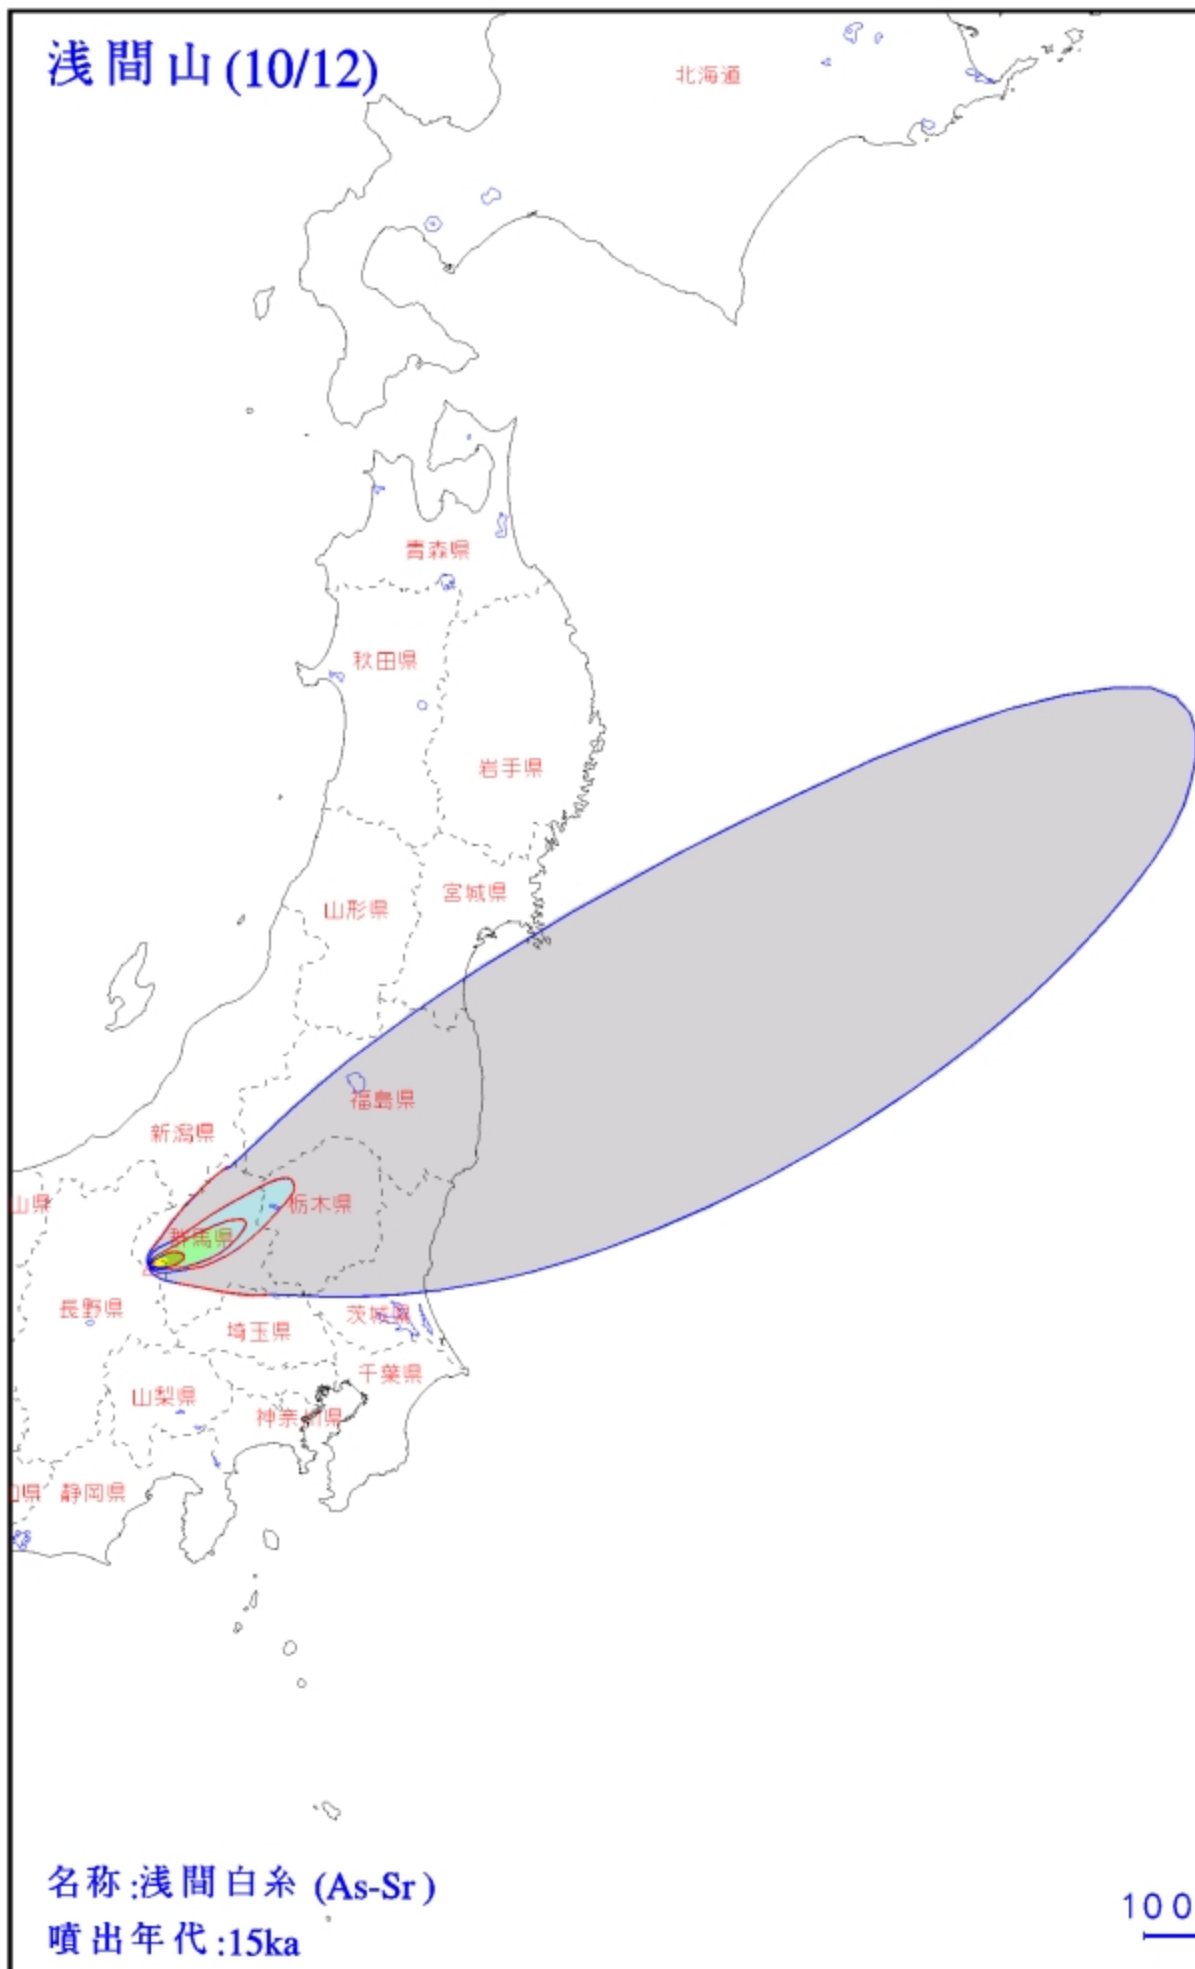 浅間山(10/12)
北海道
青森県
秋田県
岩手県
宮城県
山形県
福島県
新潟県
山県
栃木県
群馬県
長野県
茨城県
埼玉県
千葉県
山梨県
神奈川県
静岡県
名称:浅間白糸 (As-Sr)
噴出年代:15ka
100